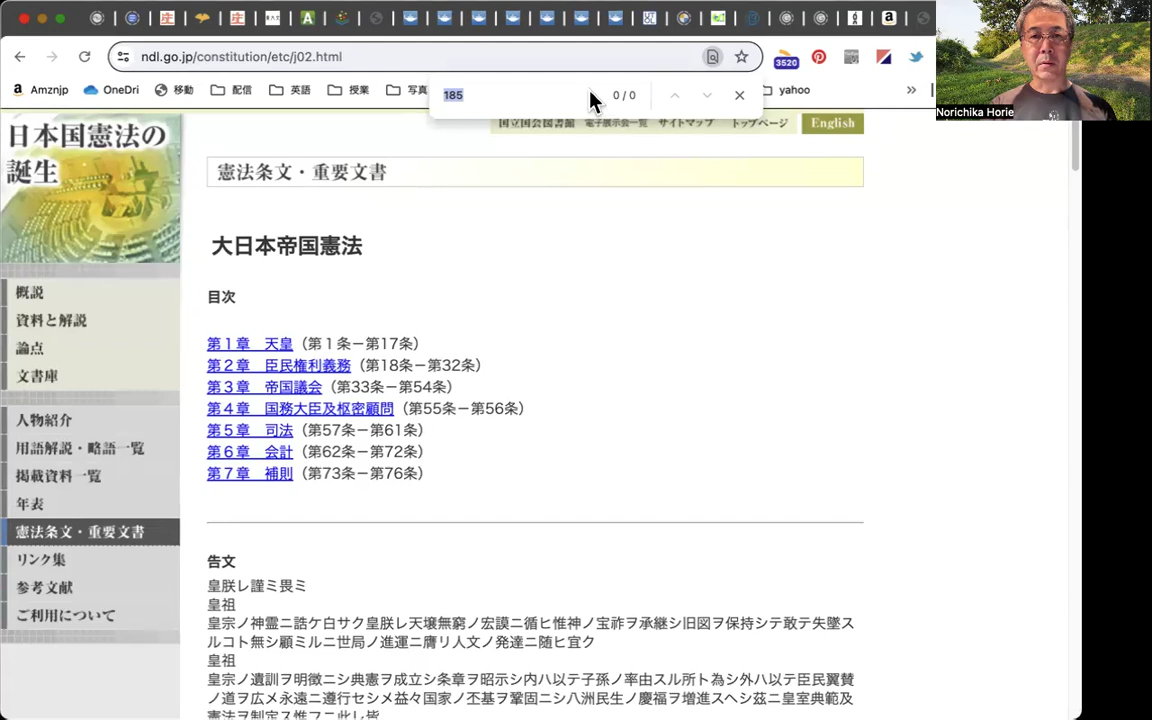 ndl.go.jp/constitution/etc/j02.html
3520
Amznjp
OneDri
移動
配信
英語
授業
写真
yahoo
»
185
0 / 0
Norichika Horie
国立国会図書館 電子展示会一覧 サイトマップ トップページ English
日本国憲法の
誕生
概説
資料と解説
論点
文書庫
人物紹介
用語解説・略語一覧
掲載資料一覧
年表
憲法条文・重要文書
リンク集
参考文献
ご利用について
憲法条文・重要文書
大日本帝国憲法
目次
第1章 天皇(第1条-第17条)
第2章 臣民権利義務(第18条-第32条)
第3章 帝国議会(第33条-第54条)
第4章 国務大臣及枢密顧問(第55条-第56条)
第5章 司法(第57条-第61条)
第6章 会計(第62条-第72条)
第7章 補則(第73条-第76条)
告文
皇朕レ謹ミ畏ミ
皇祖
皇宗ノ神霊ニ誥ケ白サク皇朕レ天壌無窮ノ宏謨ニ循ヒ惟神ノ宝祚ヲ承継シ旧図ヲ保持シテ敢テ失墜ス
ルコト無シ顧ミルニ世局ノ進運ニ膺リ人文ノ発達ニ随ヒ宜ク
皇祖
皇宗ノ遺訓ヲ明徴ニシ典憲ヲ成立シ条章ヲ昭示シ内ハ以テ子孫ノ率由スル所ト為シ外ハ以テ臣民翼賛
ノ道ヲ広メ永遠ニ遵行セシメ益々国家ノ丕基ヲ鞏固ニシ八洲民生ノ慶福ヲ増進スヘシ茲ニ皇室典範及
憲法ヲ制定ス惟フニ此レ皆